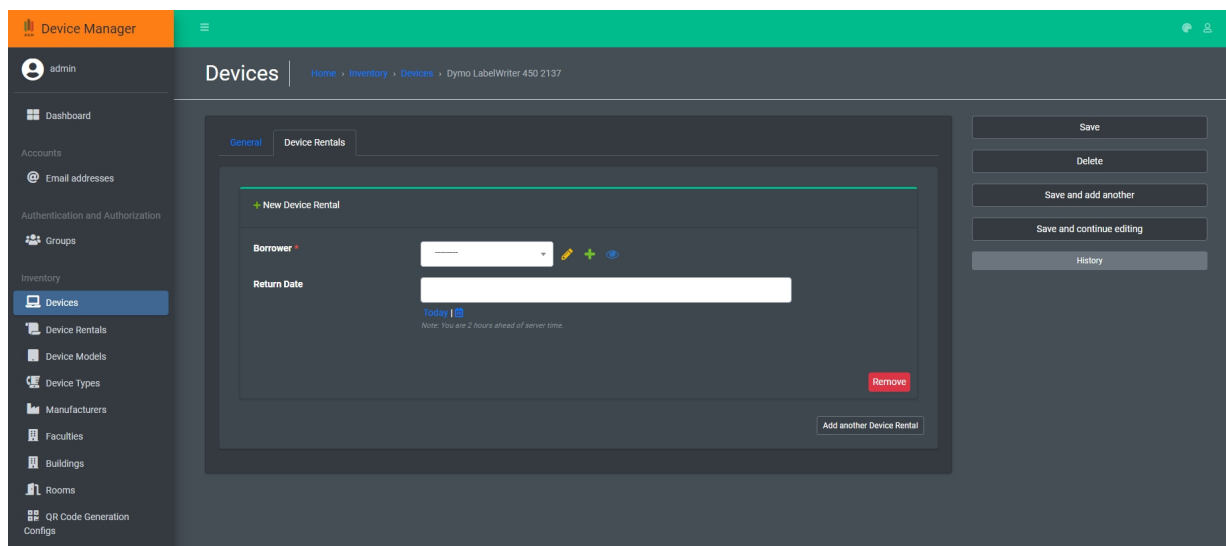 Device Manager
admin
Dashboard
Accounts
Email addresses
Authentication and Authorization
Groups
Inventory
Devices
Device Rentals
Device Models
Device Types
Manufacturers
Faculties
Buildings
Rooms
QR Code Generation
Configs
Devices
Home › Inventory › Devices › Dymo LabelWriter 450 2137
General
Device Rentals
New Device Rental
Borrower *
---------
Return Date
Today |
Note: You are 2 hours ahead of server time.
Remove
Add another Device Rental
Save
Delete
Save and add another
Save and continue editing
History